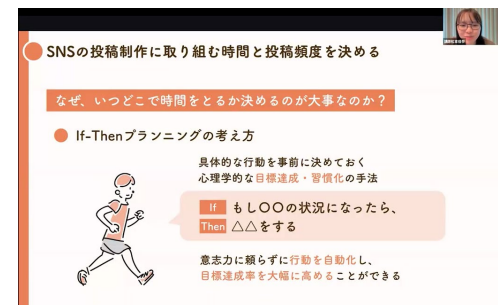 SNSの投稿制作に取り組む時間と投稿頻度を決める
なぜ、いつどこで時間をとるか決めるのが大事なのか？
If-Thenプランニングの考え方
具体的な行動を事前に決めておく
心理学的な目標達成・習慣化の手法
If もし〇〇の状況になったら、
Then △△をする
意志力に頼らずに行動を自動化し、
目標達成率を大幅に高めることができる